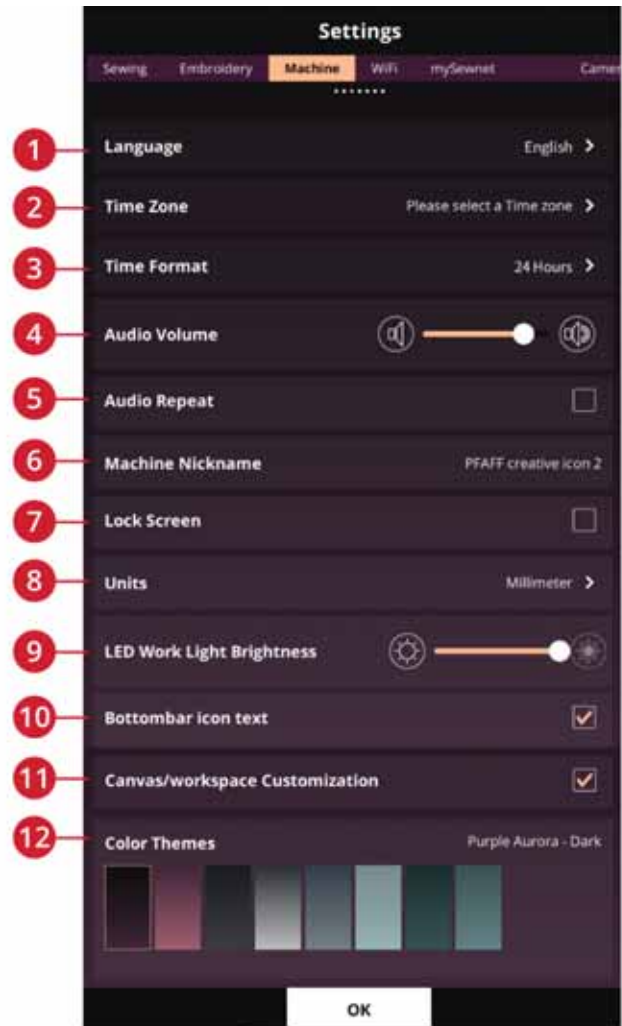 Settings
Sewing Embroidery Machine WiFi mySewnet Camer
1 Language English >
2 Time Zone Please select a Time zone >
3 Time Format 24 Hours >
4 Audio Volume
5 Audio Repeat
6 Machine Nickname PFAFF creative icon 2
7 Lock Screen
8 Units Millimeter >
9 LED Work Light Brightness
10 Bottombar icon text
11 Canvas/workspace Customization
12 Color Themes Purple Aurora - Dark
OK